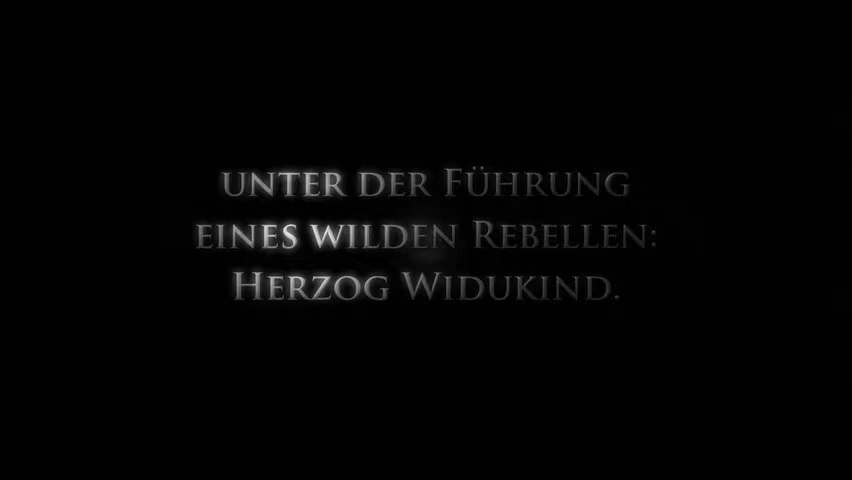 UNTER DER FÜHRUNG
EINES WILDEN REBELLEN:
HERZOG WIDUKIND.